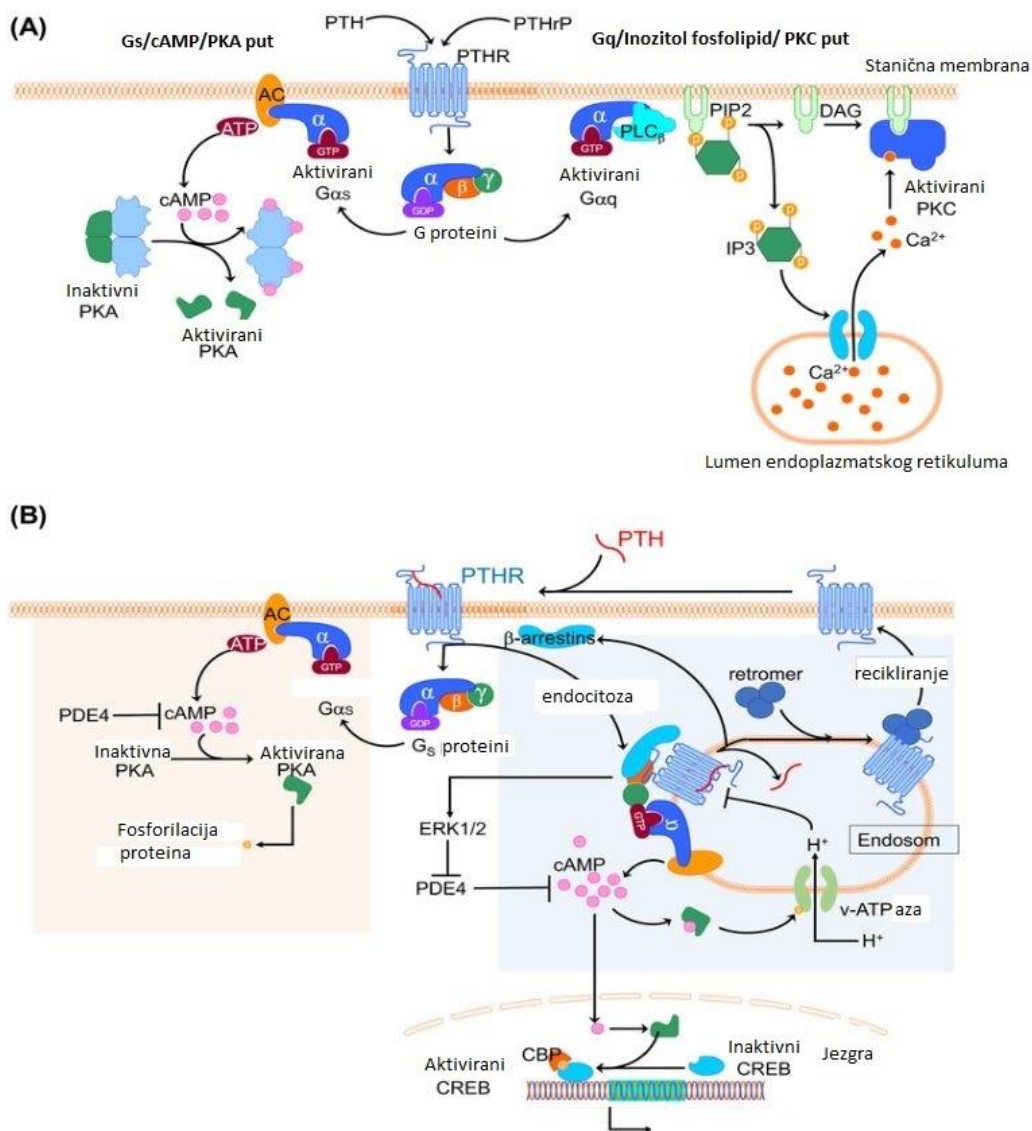 (A)
Gs/cAMP/PKA put
PTH
PTHrP
PTHR
Gq/Inozitol fosfolipid/ PKC put
Stanična membrana
AC
ATP
α
GTP
Aktivirani
Gαs
cAMP
Inaktivni
PKA
Aktivirani
PKA
α
β
γ
GDP
G proteini
α
GTP
PLCβ
Aktivirani
Gαq
PIP2
P
P
P
DAG
Aktivirani
PKC
IP3
P
P
P
Ca2+
Ca2+
Lumen endoplazmatskog retikuluma
(B)
PTH
PTHR
AC
ATP
α
GTP
β-arrestins
retromer
recikliranje
endocitoza
PDE4
cAMP
Gαs
α
β
γ
GDP
GS proteini
Inaktivna
PKA
Aktivirana
PKA
Fosforilacija
proteina
ERK1/2
PDE4
GTP
α
cAMP
H+
Endosom
v-ATPaza
H+
Jezgra
Aktivirani
CREB
CBP
Inaktivni
CREB